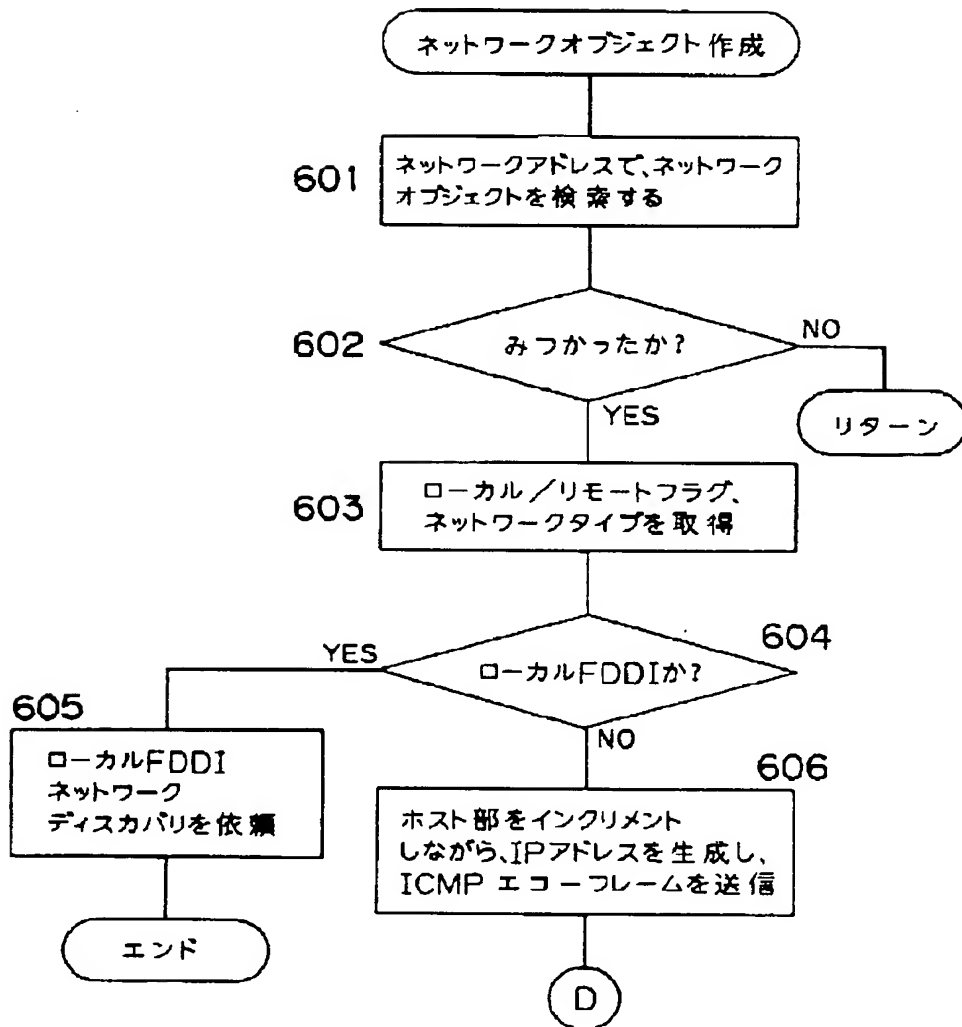 ネットワークオブジェクト作成
601
ネットワークアドレスで、ネットワーク
オブジェクトを検索する
602
みつかったか?
NO
リターン
YES
603
ローカル/リモートフラグ、
ネットワークタイプを取得
604
ローカルFDDIか?
YES
605
ローカルFDDI
ネットワーク
ディスカバリを依頼
エンド
NO
606
ホスト部をインクリメント
しながら、IPアドレスを生成し、
ICMP エコーフレームを送信
D